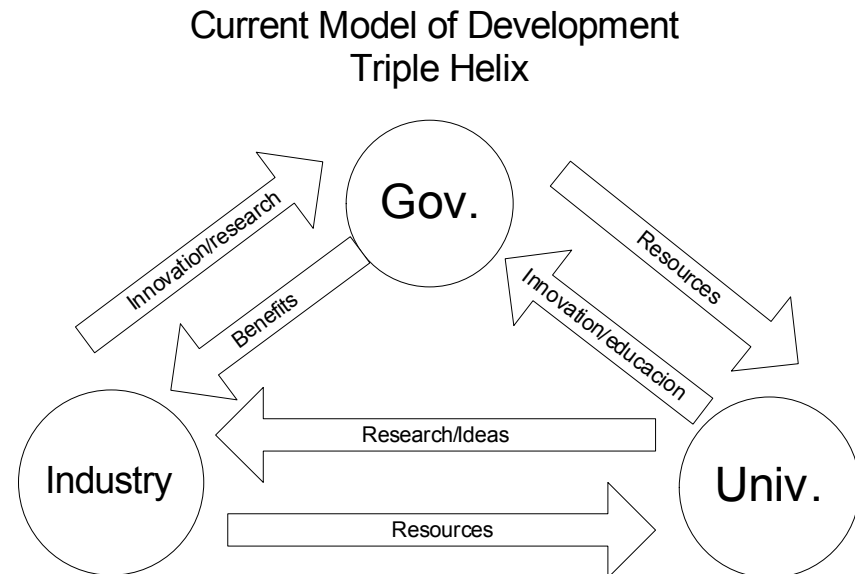 Current Model of Development
Triple Helix
Gov.
Innovation/research
Benefits
Resources
Innovation/educacion
Research/Ideas
Industry
Univ.
Resources